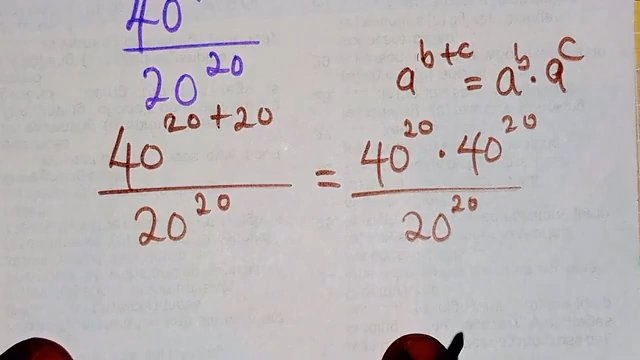 40
20^20
a^(b+c) = a^b · a^c
40^(20+20) / 20^20 = 40^20 · 40^20 / 20^20